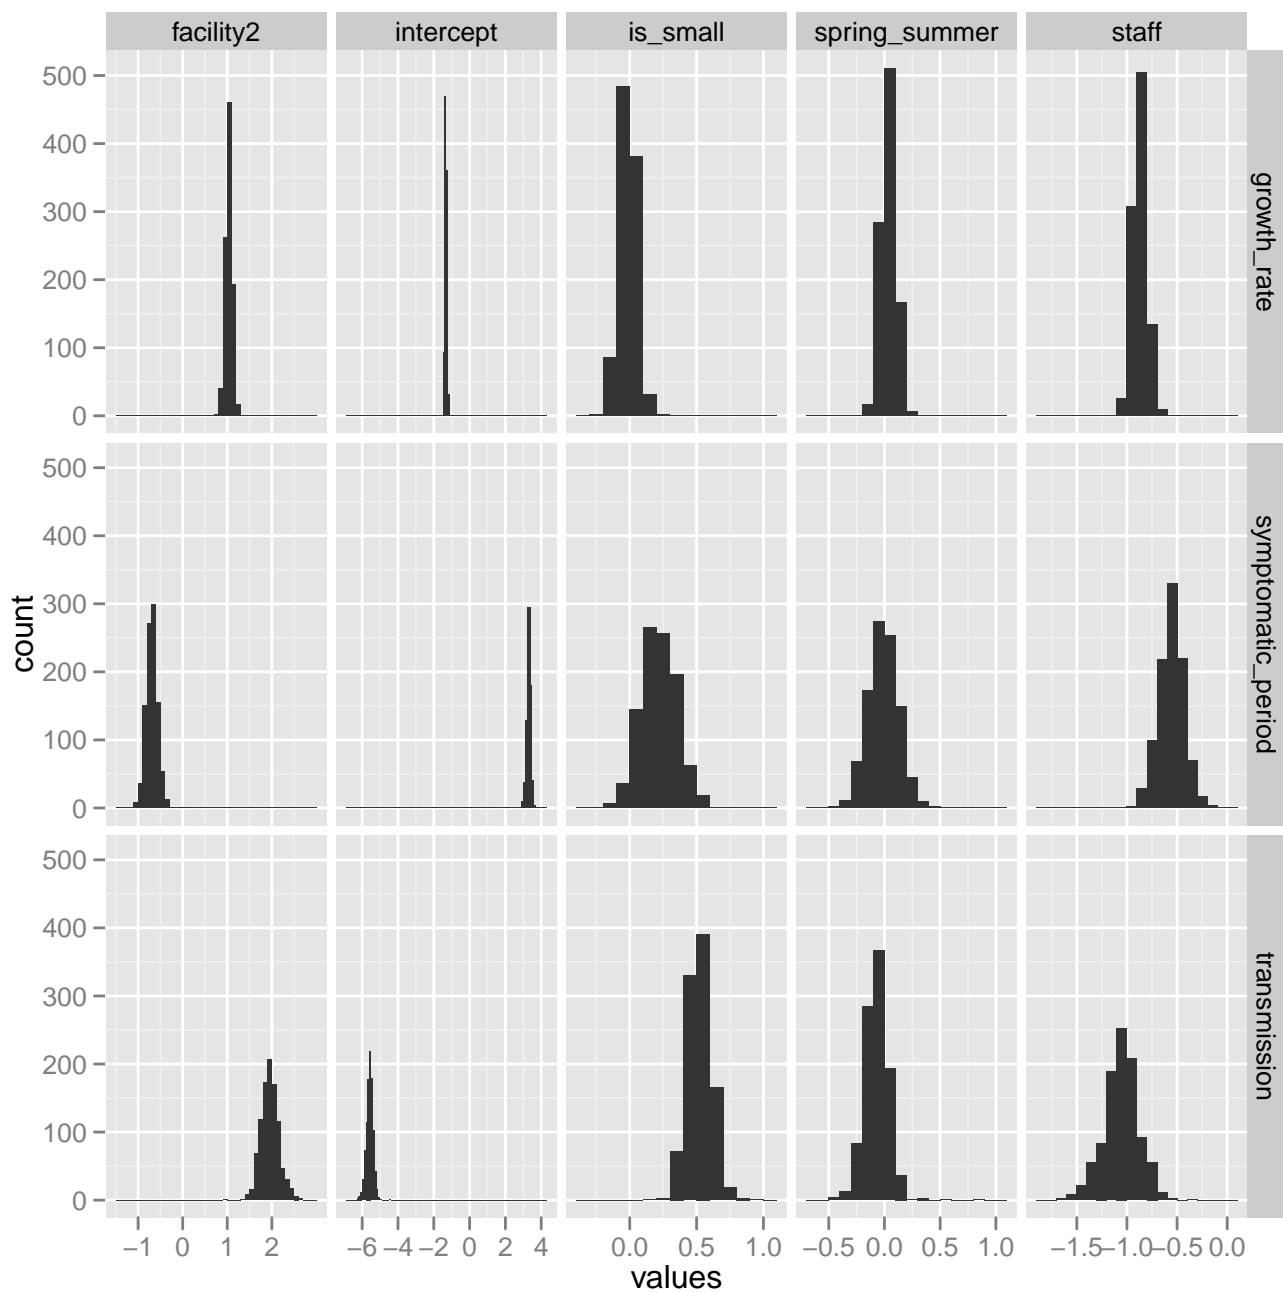 facility2 intercept is_small spring_summer staff
500
400
300
200
100
0
growth_rate
500
400
300
200
100
0
symptomatic_period
500
400
300
200
100
0
transmission
count
−1 0 1 2 −6 −4 −2 0 2 4 0.0 0.5 1.0 −0.5 0.0 0.5 1.0 −1.5 −1.0 −0.5 0.0
values